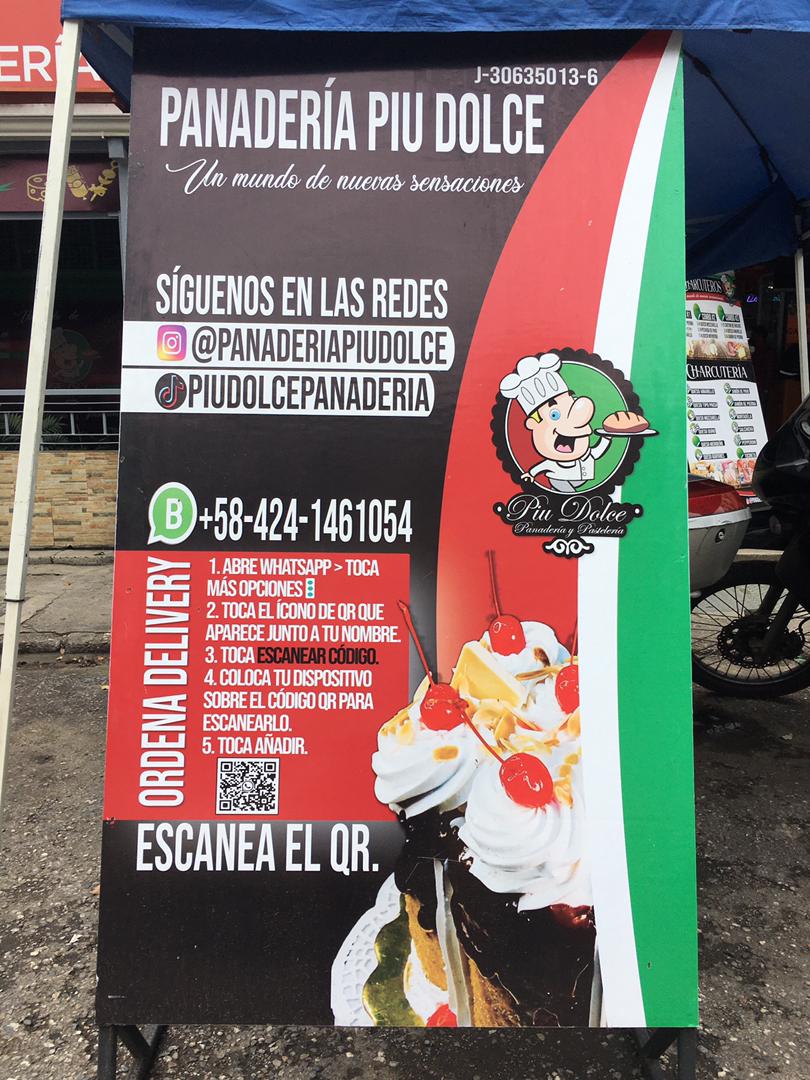 ERÍA
J-30635013-6
PANADERÍA PIU DOLCE
Un mundo de nuevas sensaciones
SÍGUENOS EN LAS REDES
@PANADERIAPIUDOLCE
PIUDOLCEPANADERIA
Piu Dolce
Panadería y Pastelería
B +58-424-1461054
ORDENA DELIVERY
1. ABRE WHATSAPP > TOCA
MÁS OPCIONES
2. TOCA EL ÍCONO DE QR QUE
APARECE JUNTO A TU NOMBRE.
3. TOCA ESCANEAR CÓDIGO.
4. COLOCA TU DISPOSITIVO
SOBRE EL CÓDIGO QR PARA
ESCANEARLO.
5. TOCA AÑADIR.
ESCANEA EL QR.
CHARCUTERÍA